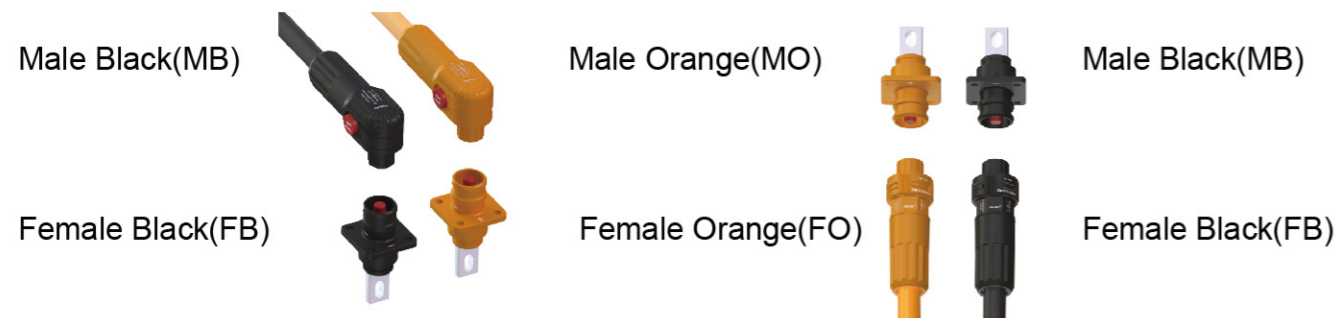 Male Black(MB)
Male Orange(MO)
Male Black(MB)
Female Black(FB)
Female Orange(FO)
Female Black(FB)